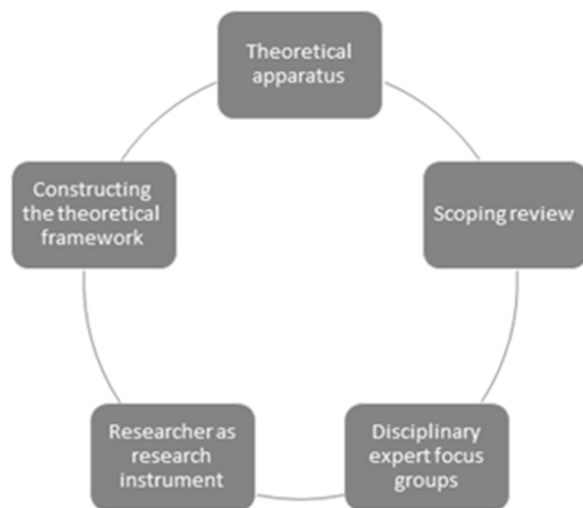 Theoretical
apparatus
Scoping review
Disciplinary
expert focus
groups
Researcher as
research
instrument
Constructing
the theoretical
framework